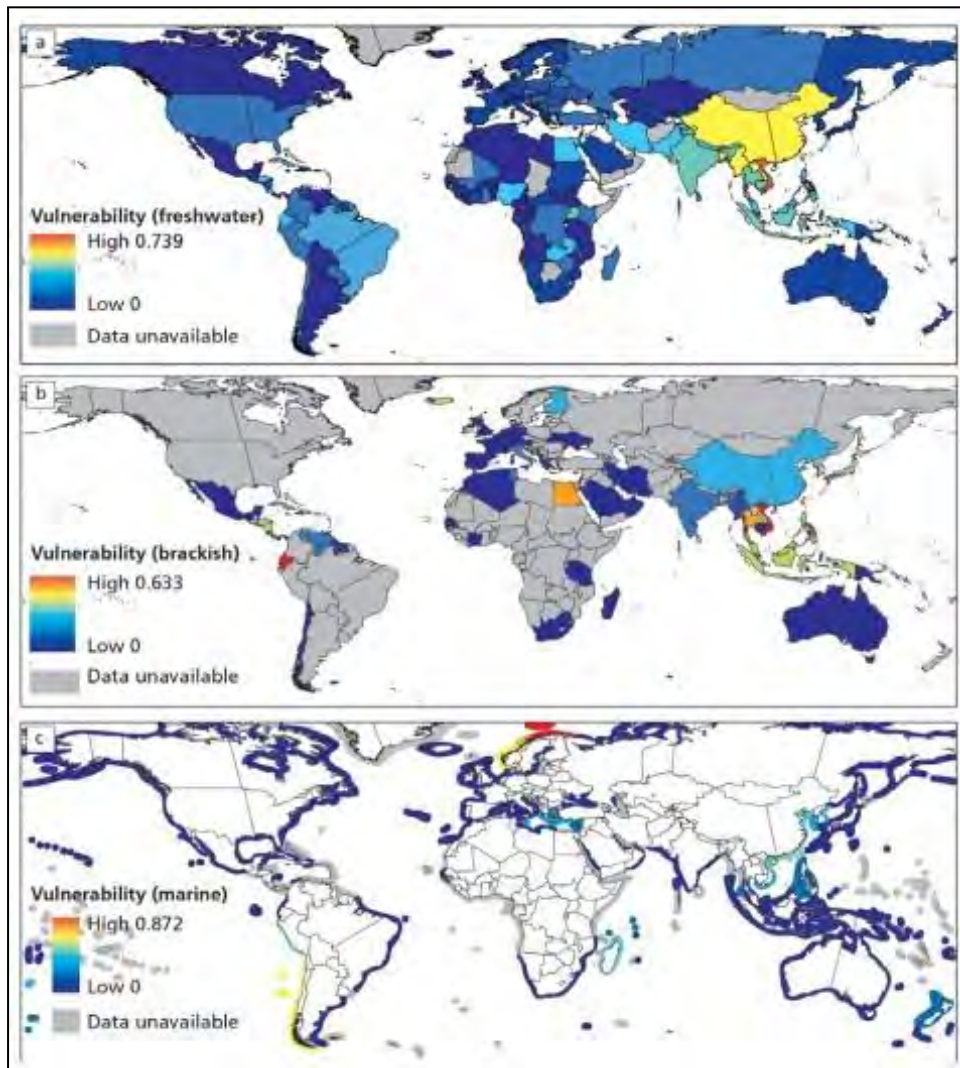 a
Vulnerability (freshwater)
High 0.739
Low 0
Data unavailable
b
Vulnerability (brackish)
High 0.633
Low 0
Data unavailable
c
Vulnerability (marine)
High 0.872
Low 0
Data unavailable